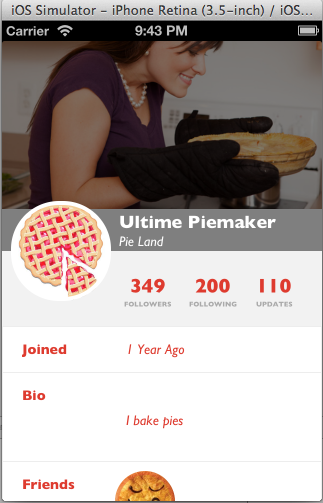 iOS Simulator – iPhone Retina (3.5-inch) / iOS...
Carrier 9:43 PM
Ultime Piemaker
Pie Land
349 200 110
FOLLOWERS FOLLOWING UPDATES
Joined 1 Year Ago
Bio
I bake pies
Friends